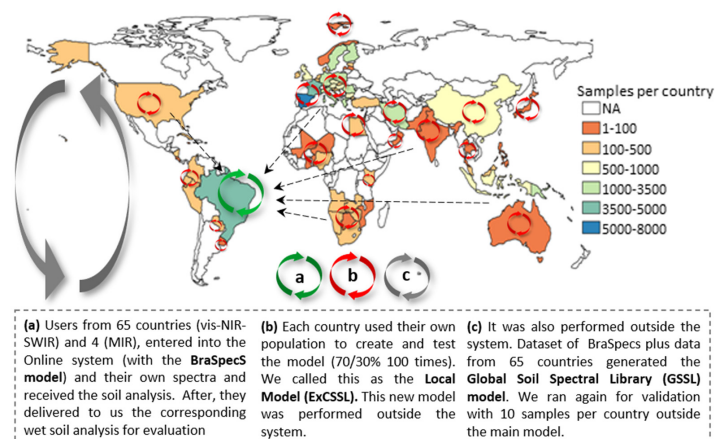 Samples per country
NA
1-100
100-500
500-1000
1000-3500
3500-5000
5000-8000
a
b
c
(a) Users from 65 countries (vis-NIR-
SWIR) and 4 (MIR), entered into the
Online system (with the BraSpecS
model) and their own spectra and
received the soil analysis. After, they
delivered to us the corresponding
wet soil analysis for evaluation
(b) Each country used their own
population to create and test
the model (70/30% 100 times).
We called this as the Local
Model (ExCSSL). This new model
was performed outside the
system.
(c) It was also performed outside the
system. Dataset of BraSpecs plus data
from 65 countries generated the
Global Soil Spectral Library (GSSL)
model. We ran again for validation
with 10 samples per country outside
the main model.